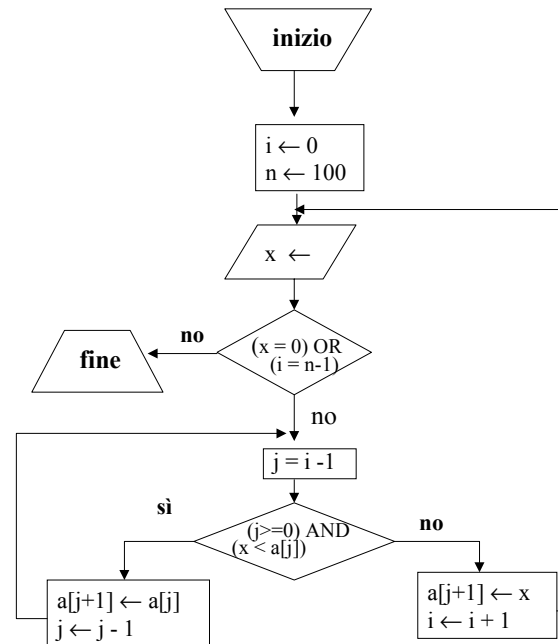 inizio
i ← 0
n ← 100
x ←
no
fine
(x = 0) OR
(i = n-1)
no
j = i -1
sì
(j>=0) AND
(x < a[j])
no
a[j+1] ← a[j]
j ← j - 1
a[j+1] ← x
i ← i + 1